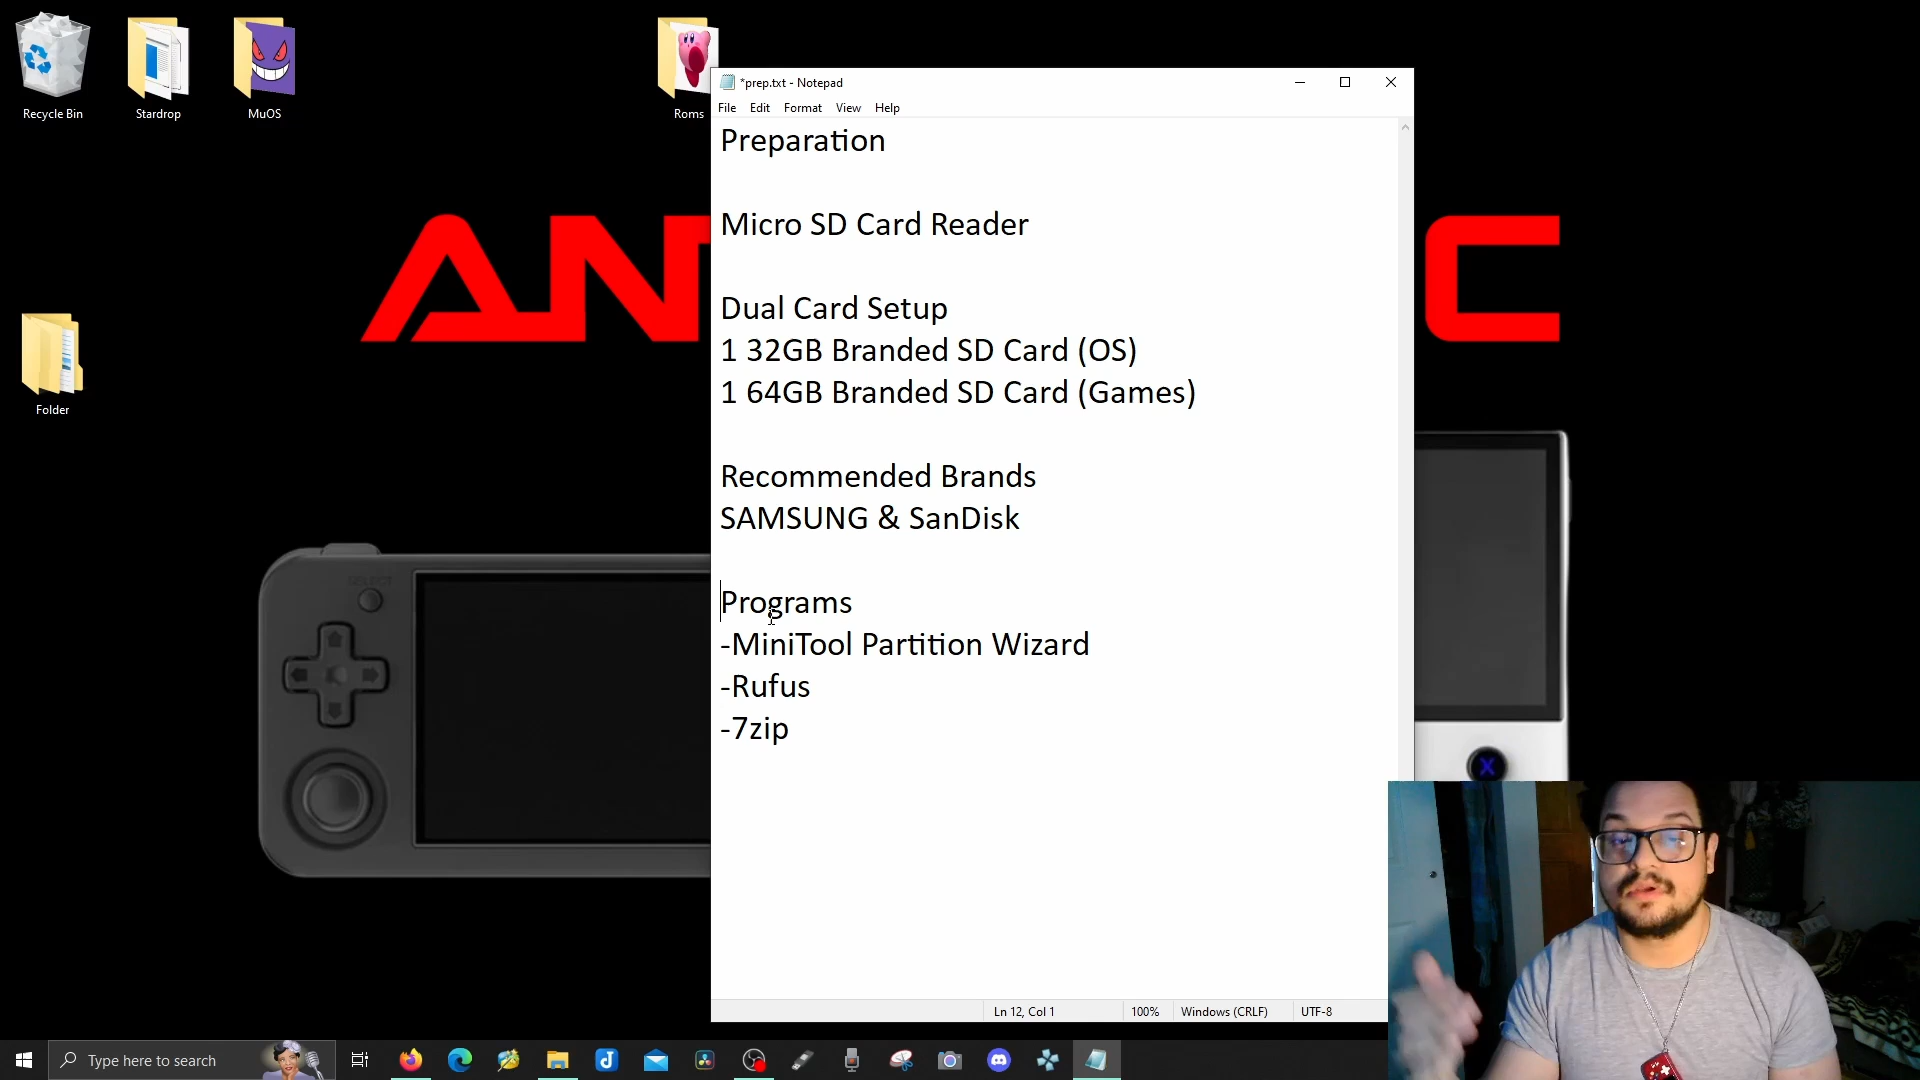 Recycle Bin
Stardrop
MuOS
Roms
Folder
*prep.txt - Notepad
File Edit Format View Help
Preparation
Micro SD Card Reader
Dual Card Setup
1 32GB Branded SD Card (OS)
1 64GB Branded SD Card (Games)
Recommended Brands
SAMSUNG & SanDisk
Programs
-MiniTool Partition Wizard
-Rufus
-7zip
Ln 12, Col 1
100%
Windows (CRLF)
UTF-8
AN
C
SELECT
X
Type here to search